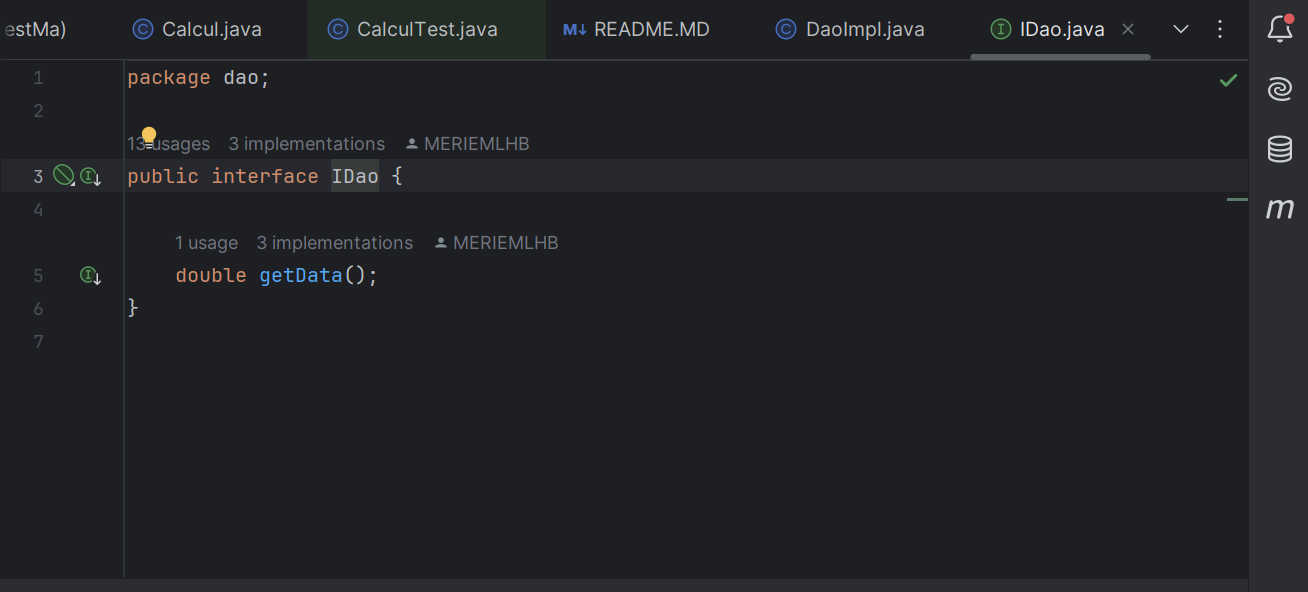 estMa) Calcul.java CalculTest.java README.MD DaoImpl.java IDao.java
1 package dao;
2
13 usages 3 implementations MERIEMLHB
3 public interface IDao {
4
1 usage 3 implementations MERIEMLHB
5 double getData();
6 }
7